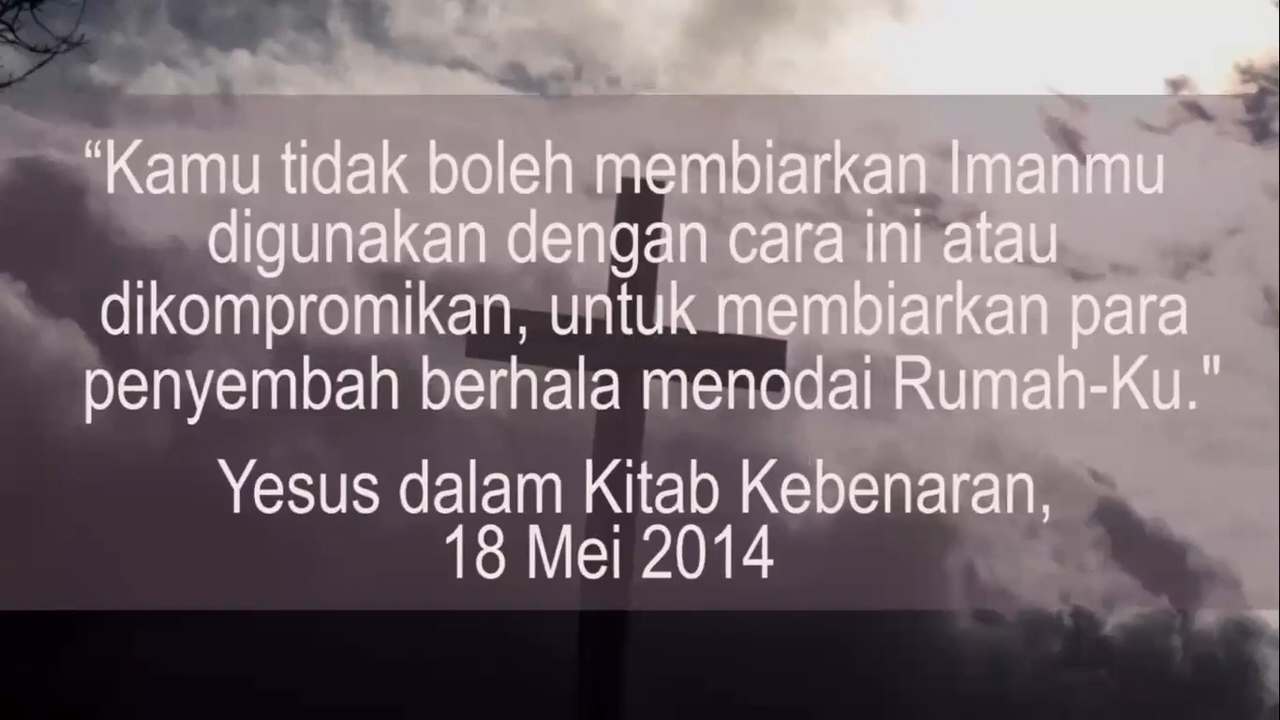 “Kamu tidak boleh membiarkan Imanmu
digunakan dengan cara ini atau
dikompromikan, untuk membiarkan para
penyembah berhala menodai Rumah-Ku."
Yesus dalam Kitab Kebenaran,
18 Mei 2014